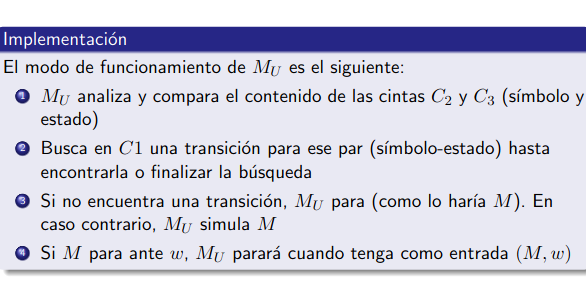 Implementación
El modo de funcionamiento de M_U es el siguiente:
1 M_U analiza y compara el contenido de las cintas C_2 y C_3 (símbolo y
estado)
2 Busca en C1 una transición para ese par (símbolo-estado) hasta
encontrarla o finalizar la búsqueda
3 Si no encuentra una transición, M_U para (como lo haría M). En
caso contrario, M_U simula M
4 Si M para ante w, M_U parará cuando tenga como entrada (M, w)